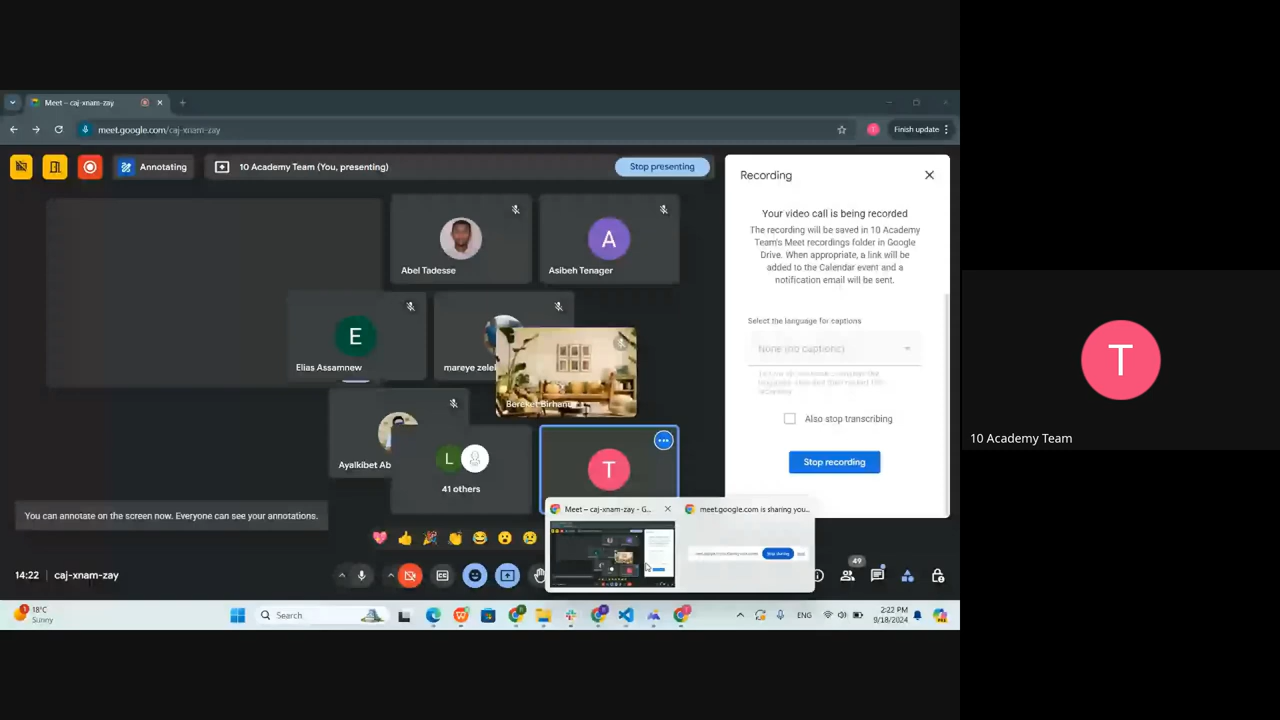 Meet – caj-xnam-zay
meet.google.com/caj-xnam-zay
Finish update
Annotating
10 Academy Team (You, presenting)
Stop presenting
Recording
Your video call is being recorded
The recording will be saved in 10 Academy
Team's Meet recordings folder in Google
Drive. When appropriate, a link will be
added to the Calendar event and a
notification email will be sent.
Select the language for captions
None (no captions)
Also stop transcribing
Stop recording
Abel Tadesse
A
Asibeh Tenager
E
Elias Assamnew
mareye zele
Bereket Birhanu
Ayalkibet Ab
L
41 others
T
You can annotate on the screen now. Everyone can see your annotations.
Meet – caj-xnam-zay - G...
meet.google.com is sharing you...
Stop sharing
14:22
caj-xnam-zay
49
18°C
Sunny
Search
ENG
2:22 PM
9/18/2024
T
10 Academy Team